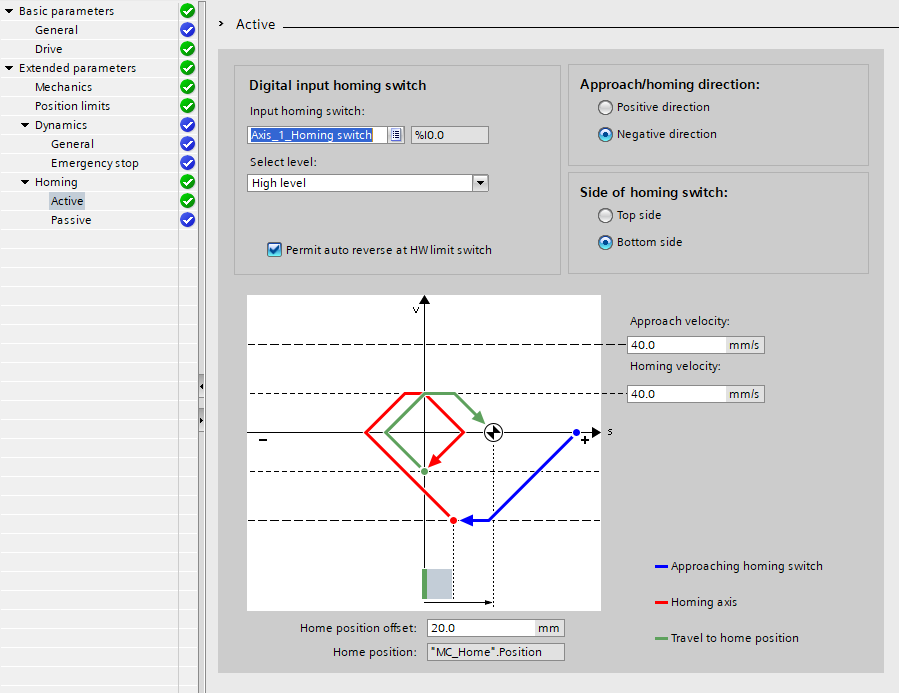 Basic parameters
General
Drive
Extended parameters
Mechanics
Position limits
Dynamics
General
Emergency stop
Homing
Active
Passive
> Active
Digital input homing switch
Input homing switch:
Axis_1_Homing switch
%I0.0
Select level:
High level
Permit auto reverse at HW limit switch
Approach/homing direction:
Positive direction
Negative direction
Side of homing switch:
Top side
Bottom side
v
s
−
+
Approach velocity:
40.0 mm/s
Homing velocity:
40.0 mm/s
Approaching homing switch
Homing axis
Travel to home position
Home position offset: 20.0 mm
Home position: "MC_Home".Position